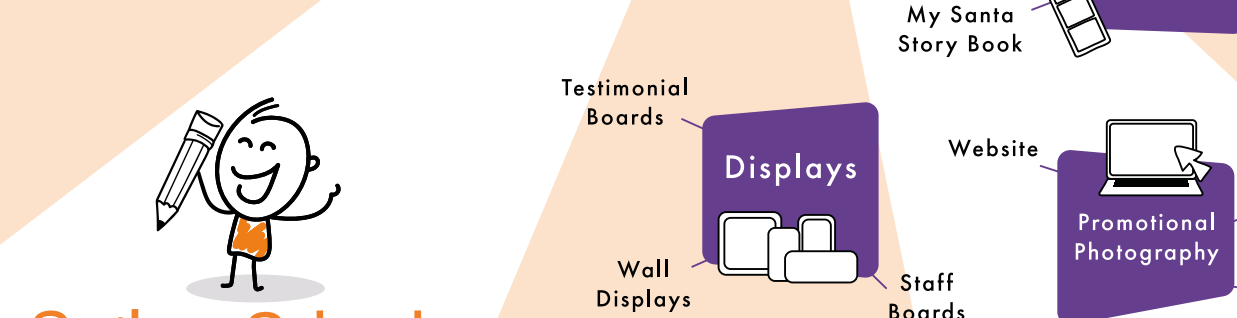 My Santa
Story Book
Testimonial
Boards
Displays
Website
Promotional
Photography
Wall
Displays
Staff
Boards